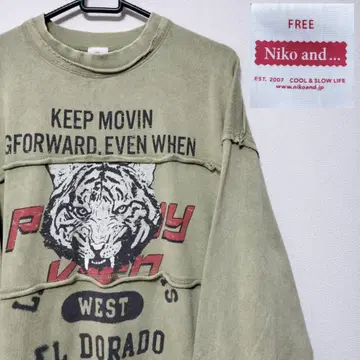 FREE
Niko and ...
EST. 2007 COOL & SLOW LIFE
www.nikoand.jp
KEEP MOVIN
GFORWARD, EVEN WHEN
WEST
EL DORADO